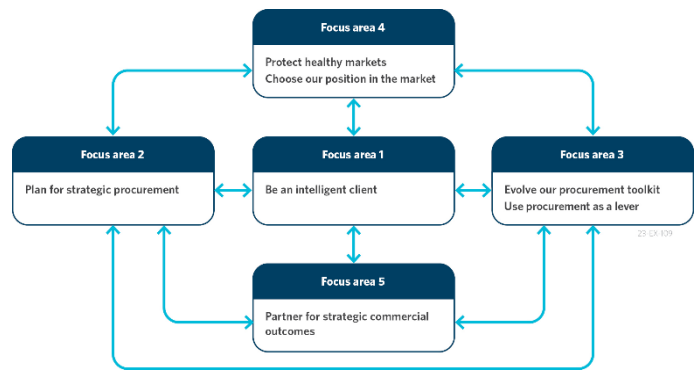 Focus area 4
Protect healthy markets
Choose our position in the market
Focus area 2
Plan for strategic procurement
Focus area 1
Be an intelligent client
Focus area 3
Evolve our procurement toolkit
Use procurement as a lever
23-EX-109
Focus area 5
Partner for strategic commercial
outcomes